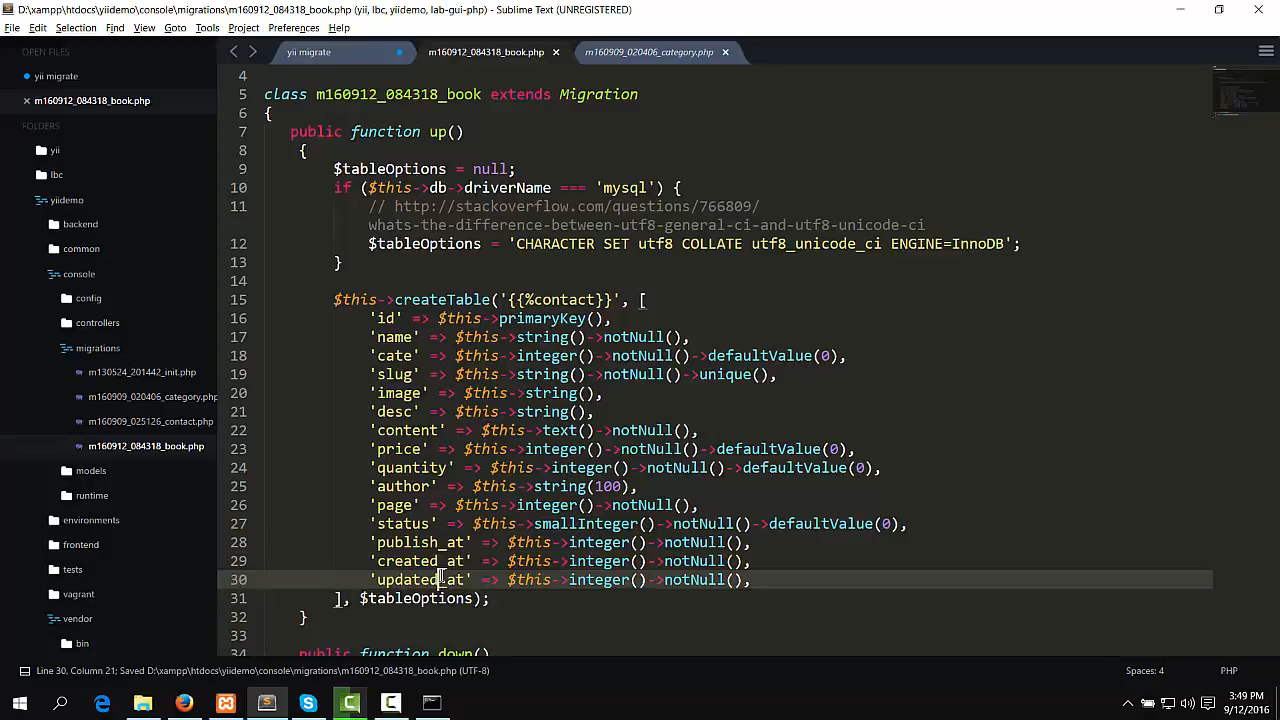 D:\xampp\htdocs\yiidemo\console\migrations\m160912_084318_book.php (yii, lbc, yiidemo, lab-gui-php) - Sublime Text (UNREGISTERED)
File Edit Selection Find View Goto Tools Project Preferences Help
OPEN FILES
yii migrate
m160912_084318_book.php
FOLDERS
yii
lbc
yiidemo
backend
common
console
config
controllers
migrations
m130524_201442_init.php
m160909_020406_category.php
m160909_025126_contact.php
m160912_084318_book.php
models
runtime
environments
frontend
tests
vagrant
vendor
bin
yii migrate m160912_084318_book.php m160909_020406_category.php
4
5 class m160912_084318_book extends Migration
6 {
7 public function up()
8 {
9 $tableOptions = null;
10 if ($this->db->driverName === 'mysql') {
11 // http://stackoverflow.com/questions/766809/
whats-the-difference-between-utf8-general-ci-and-utf8-unicode-ci
12 $tableOptions = 'CHARACTER SET utf8 COLLATE utf8_unicode_ci ENGINE=InnoDB';
13 }
14
15 $this->createTable('{{%contact}}', [
16 'id' => $this->primaryKey(),
17 'name' => $this->string()->notNull(),
18 'cate' => $this->integer()->notNull()->defaultValue(0),
19 'slug' => $this->string()->notNull()->unique(),
20 'image' => $this->string(),
21 'desc' => $this->string(),
22 'content' => $this->text()->notNull(),
23 'price' => $this->integer()->notNull()->defaultValue(0),
24 'quantity' => $this->integer()->notNull()->defaultValue(0),
25 'author' => $this->string(100),
26 'page' => $this->integer()->notNull(),
27 'status' => $this->smallInteger()->notNull()->defaultValue(0),
28 'publish_at' => $this->integer()->notNull(),
29 'created_at' => $this->integer()->notNull(),
30 'updated_at' => $this->integer()->notNull(),
31 ], $tableOptions);
32 }
33
34 public function down()
Line 30, Column 21; Saved D:\xampp\htdocs\yiidemo\console\migrations\m160912_084318_book.php (UTF-8) Spaces: 4 PHP
3:49 PM
9/12/2016